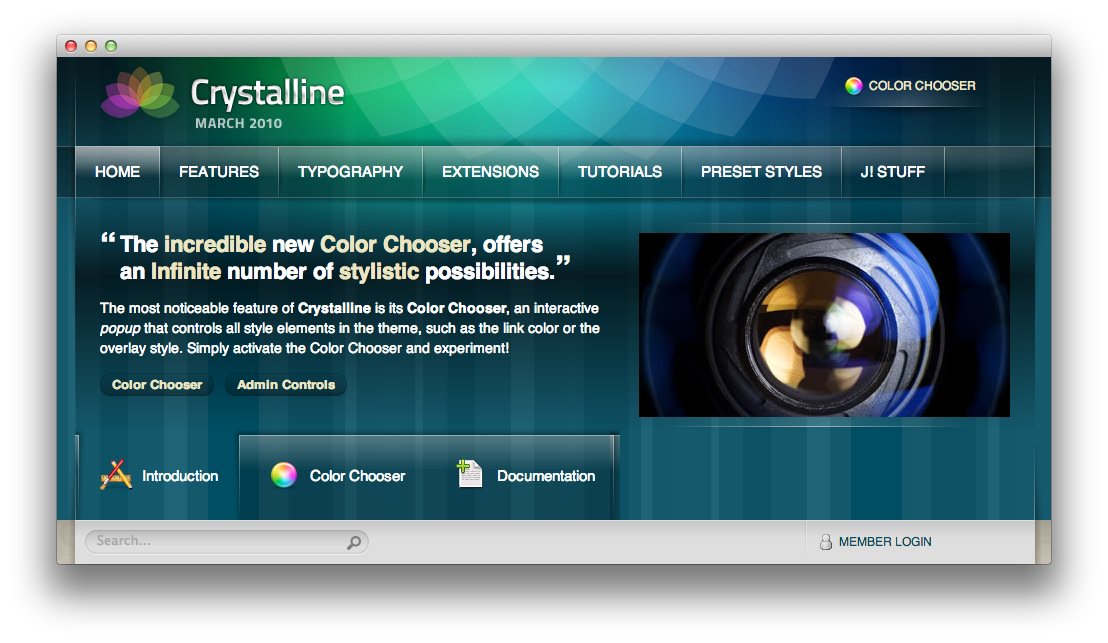 Crystalline
MARCH 2010
COLOR CHOOSER
HOME FEATURES TYPOGRAPHY EXTENSIONS TUTORIALS PRESET STYLES J! STUFF
“The incredible new Color Chooser, offers
an Infinite number of stylistic possibilities.”
The most noticeable feature of Crystalline is its Color Chooser, an interactive
popup that controls all style elements in the theme, such as the link color or the
overlay style. Simply activate the Color Chooser and experiment!
Color Chooser Admin Controls
Introduction Color Chooser Documentation
Search... MEMBER LOGIN